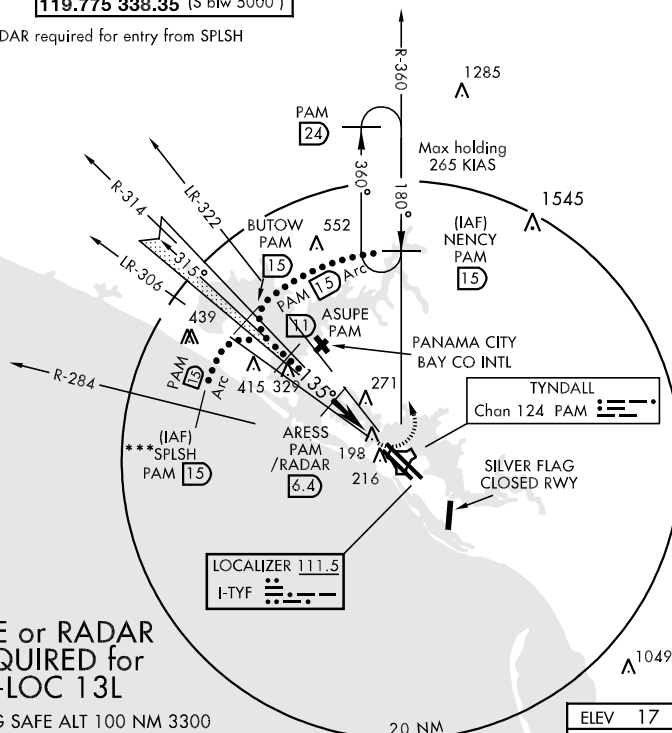 119.775 338.35 (S blw 5000')
DAR required for entry from SPLSH
R-360
1285
PAM
24
Max holding
265 KIAS
360°
180°
1545
LR-322
R-314
315°
LR-306
BUTOW
PAM
15
552
(IAF)
NENCY
PAM
15
PAM 15 Arc
11
ASUPE
PAM
439
PANAMA CITY
BAY CO INTL
R-284
PAM
15
Arc
415
329
135°
271
TYNDALL
Chan 124 PAM
***(IAF)
SPLSH
PAM 15
ARESS
PAM
/RADAR
6.4
198
216
SILVER FLAG
CLOSED RWY
LOCALIZER 111.5
I-TYF
E or RADAR
QUIRED for
-LOC 13L
G SAFE ALT 100 NM 3300
1049
20 NM
ELEV 17